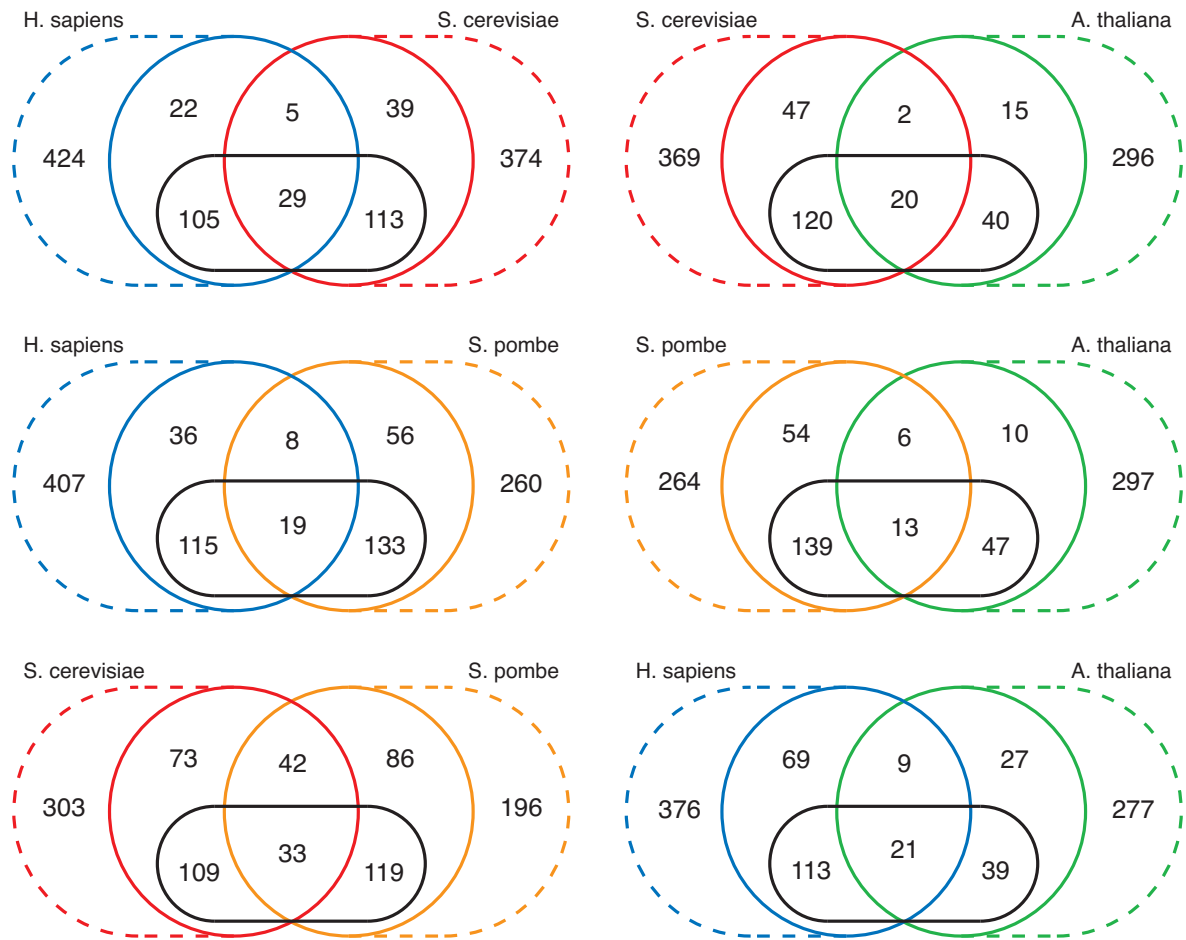 H. sapiens S. cerevisiae
22 5 39
424 374
29
105 113
S. cerevisiae A. thaliana
47 2 15
369 296
20
120 40
H. sapiens S. pombe
36 8 56
407 260
19
115 133
S. pombe A. thaliana
54 6 10
264 297
13
139 47
S. cerevisiae S. pombe
73 42 86
303 196
33
109 119
H. sapiens A. thaliana
69 9 27
376 277
21
113 39